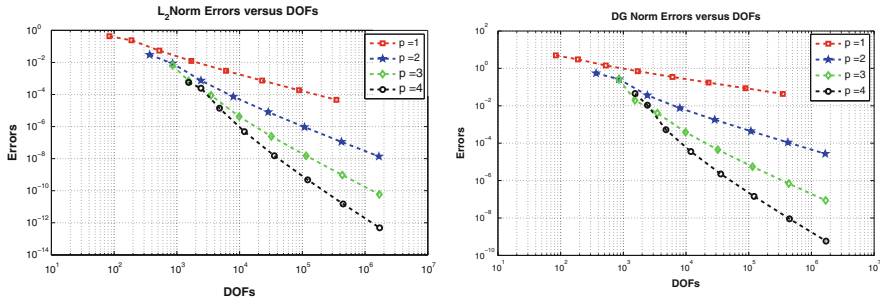 L2Norm Errors versus DOFs
10^0
10^-2
10^-4
10^-6
10^-8
10^-10
10^-12
10^-14
Errors
p =1
p =2
p =3
p =4
10^1 10^2 10^3 10^4 10^5 10^6 10^7
DOFs
DG Norm Errors versus DOFs
10^2
10^0
10^-2
10^-4
10^-6
10^-8
10^-10
Errors
p =1
p =2
p =3
p =4
10^1 10^2 10^3 10^4 10^5 10^6 10^7
DOFs